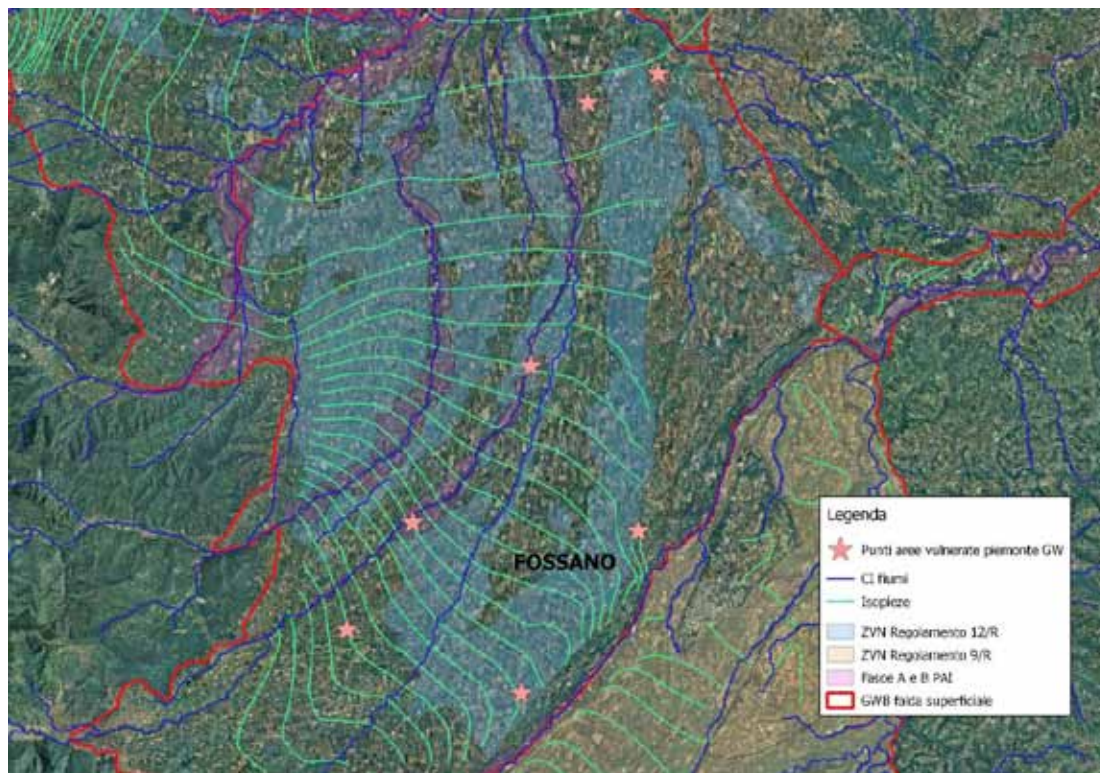 FOSSANO
Legenda
Punti aree vulnerate piemonte GW
CI fiumi
Isopieze
ZVN Regolamento 12/R
ZVN Regolamento 9/R
Fasce A e B PAI
GWB falda superficiale